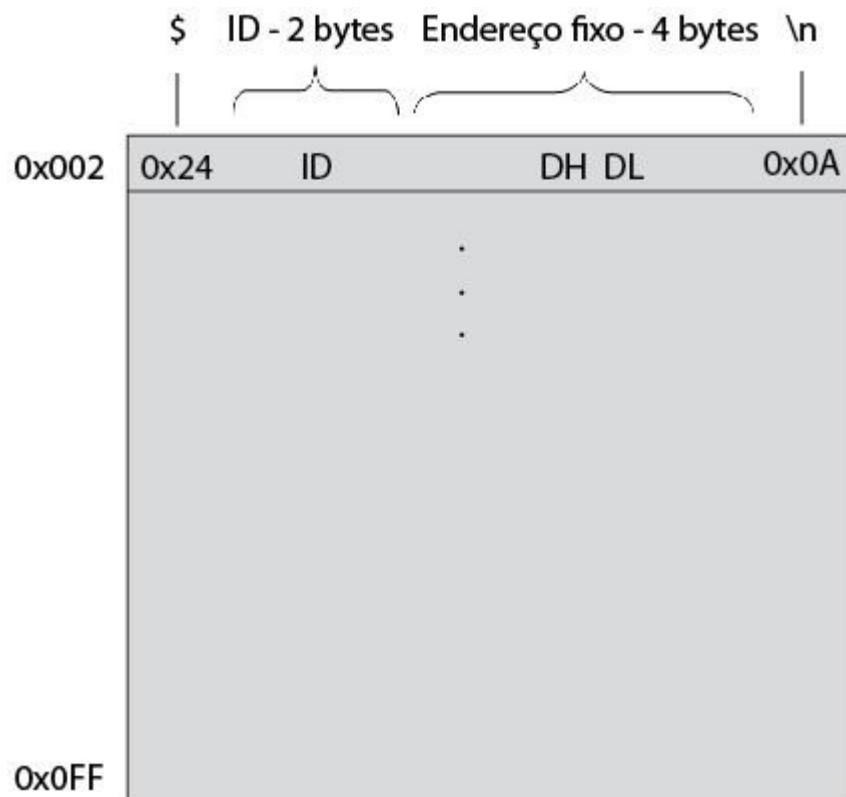 $ ID - 2 bytes Endereço fixo - 4 bytes \n
0x002 0x24 ID DH DL 0x0A
0x0FF